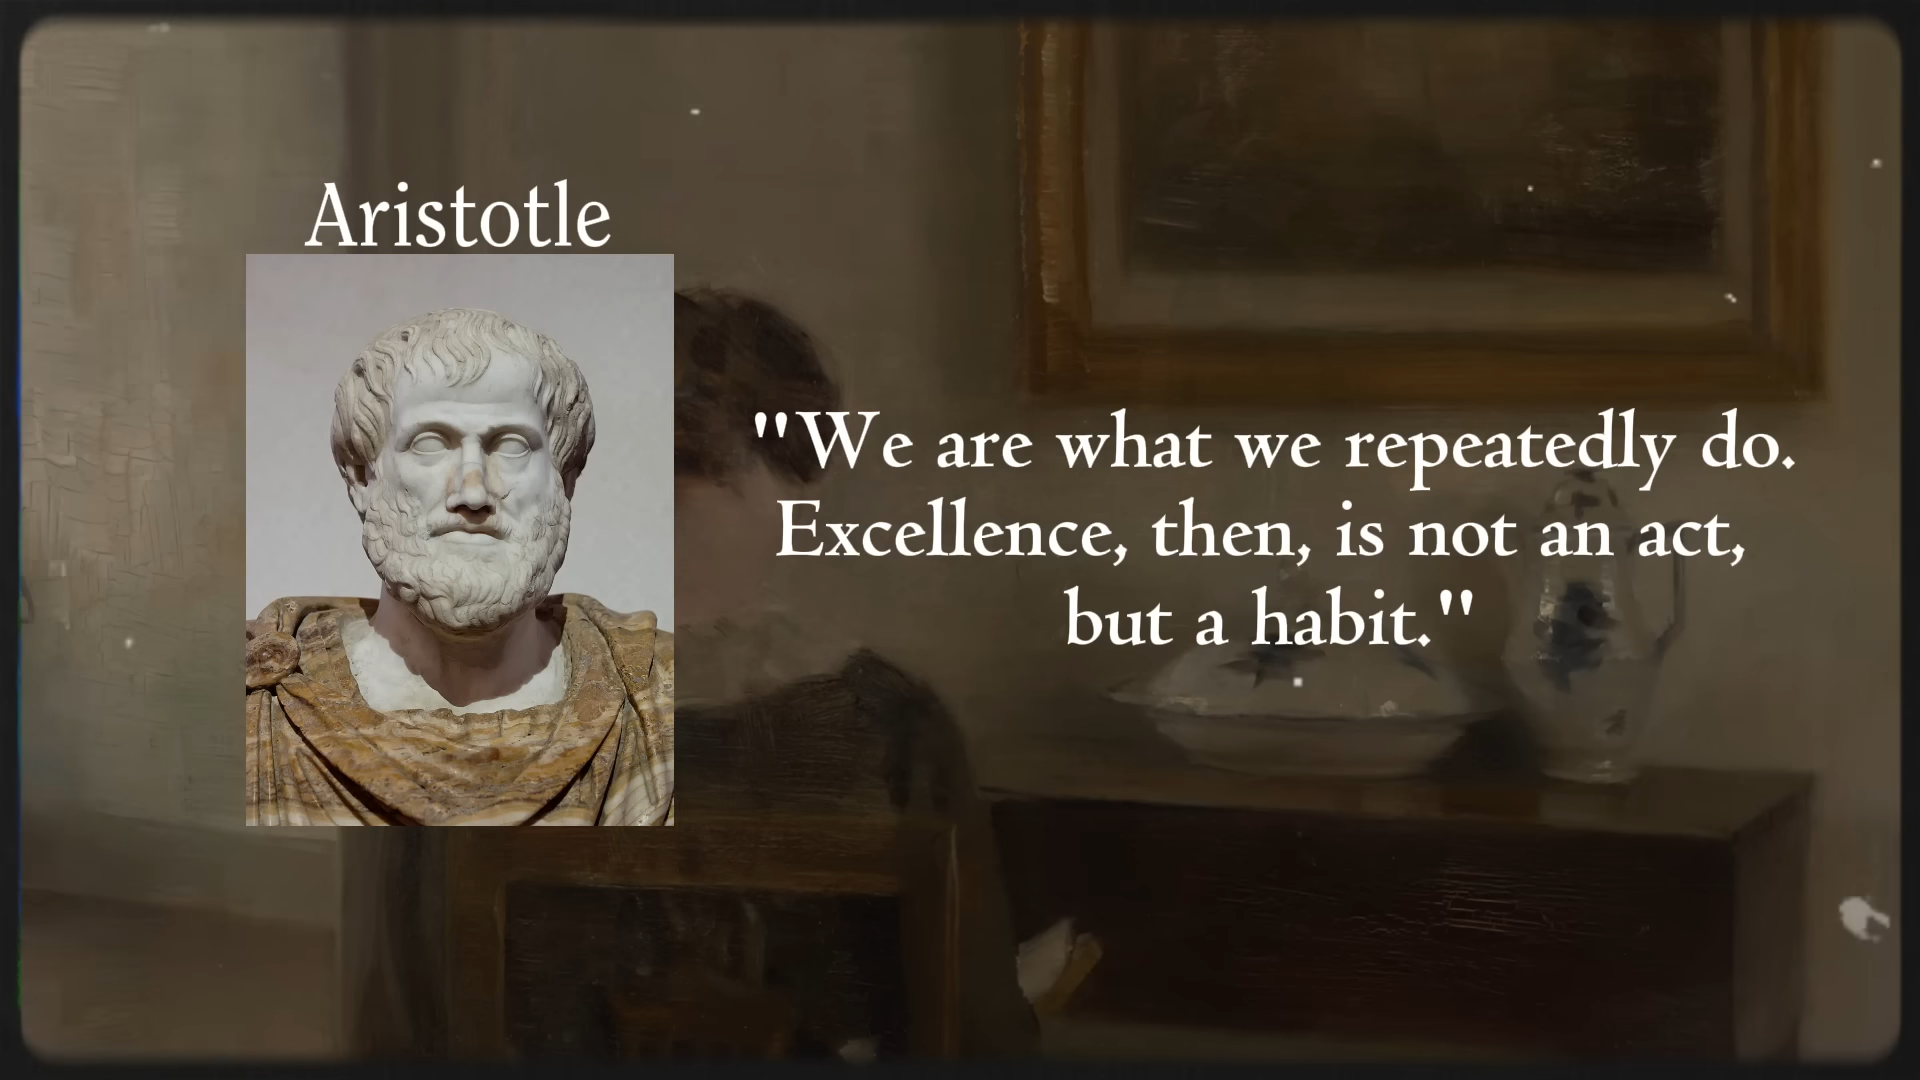 Aristotle
"We are what we repeatedly do.
Excellence, then, is not an act,
but a habit."